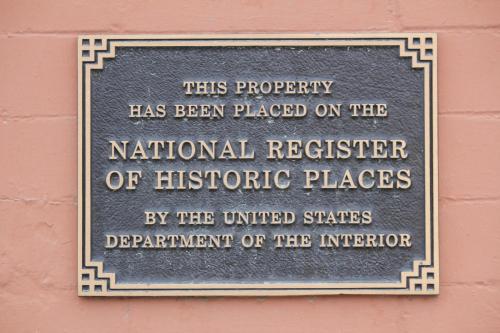 THIS PROPERTY
HAS BEEN PLACED ON THE
NATIONAL REGISTER
OF HISTORIC PLACES
BY THE UNITED STATES
DEPARTMENT OF THE INTERIOR